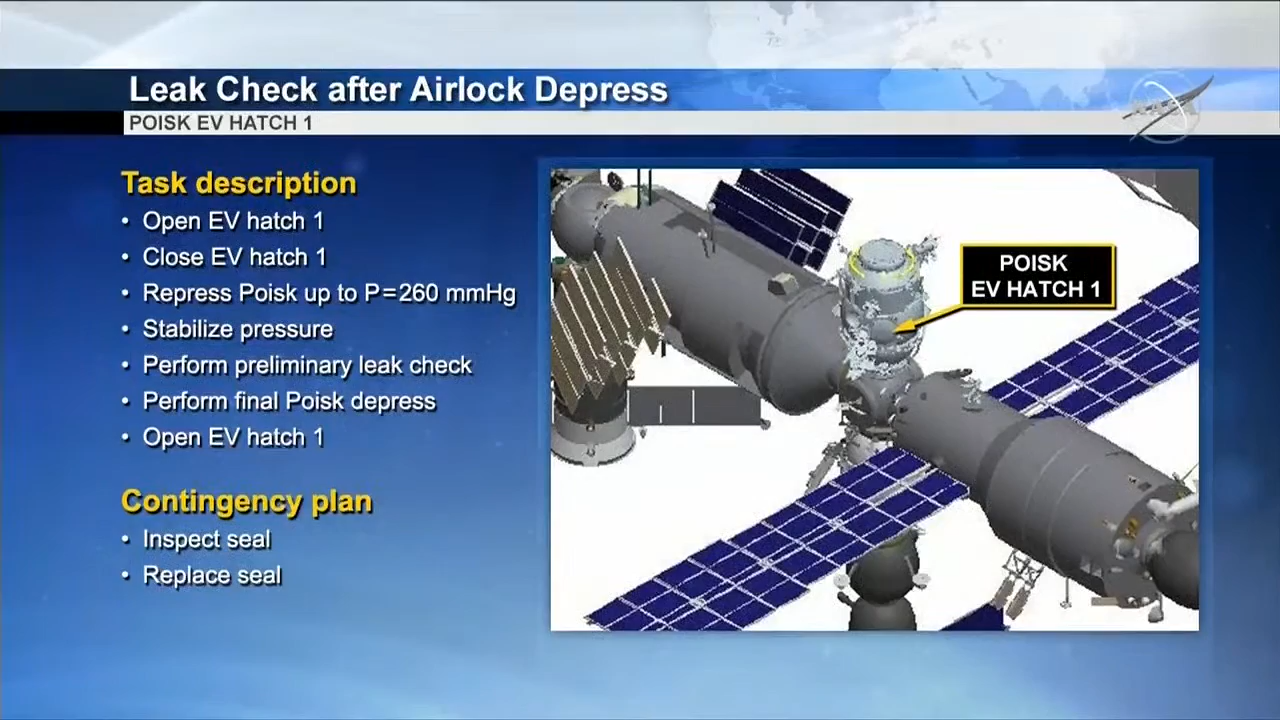 Leak Check after Airlock Depress
POISK EV HATCH 1
Task description
• Open EV hatch 1
• Close EV hatch 1
• Repress Poisk up to P=260 mmHg
• Stabilize pressure
• Perform preliminary leak check
• Perform final Poisk depress
• Open EV hatch 1
Contingency plan
• Inspect seal
• Replace seal
POISK
EV HATCH 1